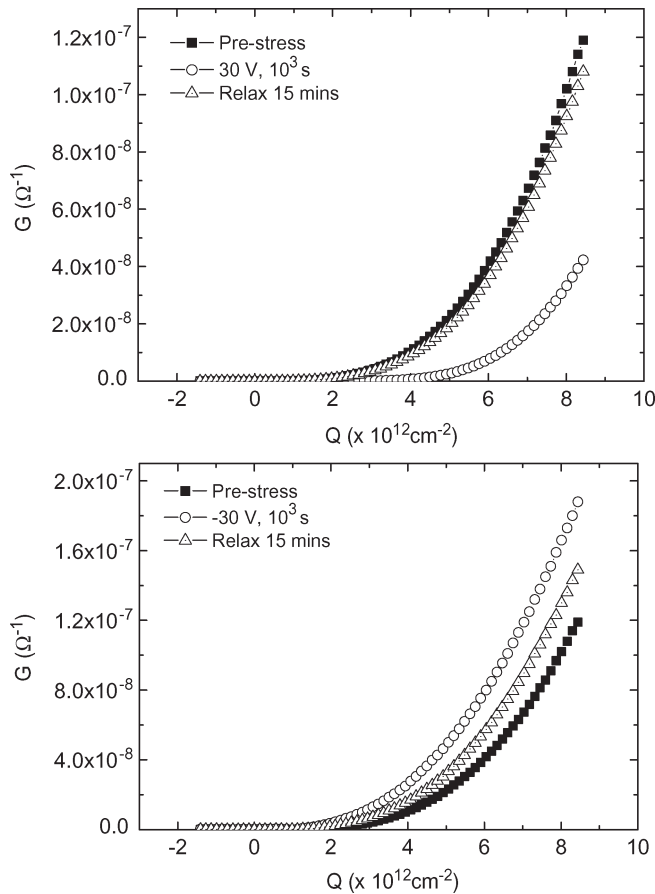 1.2x10⁻⁷
1.0x10⁻⁷
8.0x10⁻⁸
6.0x10⁻⁸
4.0x10⁻⁸
2.0x10⁻⁸
0.0
G (Ω⁻¹)
Pre-stress
30 V, 10³ s
Relax 15 mins
-2 0 2 4 6 8 10
Q (x 10¹²cm⁻²)
2.0x10⁻⁷
1.6x10⁻⁷
1.2x10⁻⁷
8.0x10⁻⁸
4.0x10⁻⁸
0.0
G (Ω⁻¹)
Pre-stress
-30 V, 10³ s
Relax 15 mins
-2 0 2 4 6 8 10
Q (x 10¹²cm⁻²)